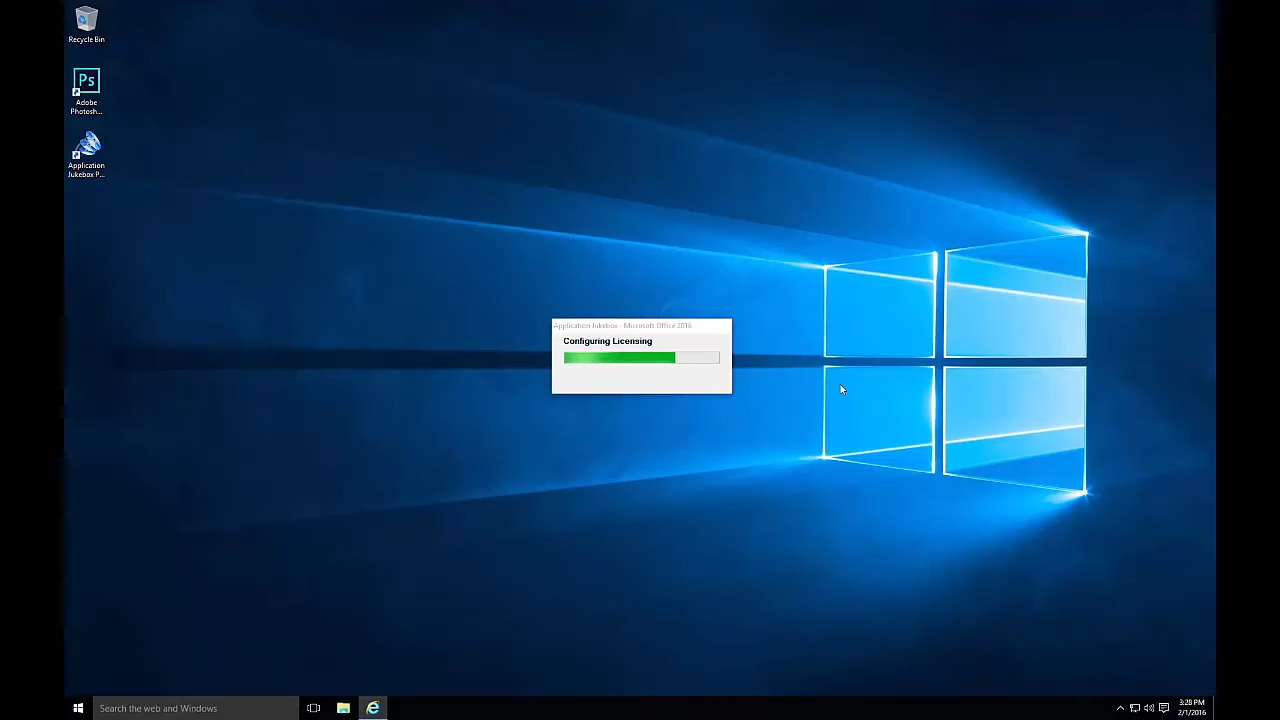 Recycle Bin
Ps
Adobe
Photosh...
Application
Jukebox P...
Application Jukebox - Microsoft Office 2016
Configuring Licensing
Search the web and Windows
3:28 PM
2/1/2016